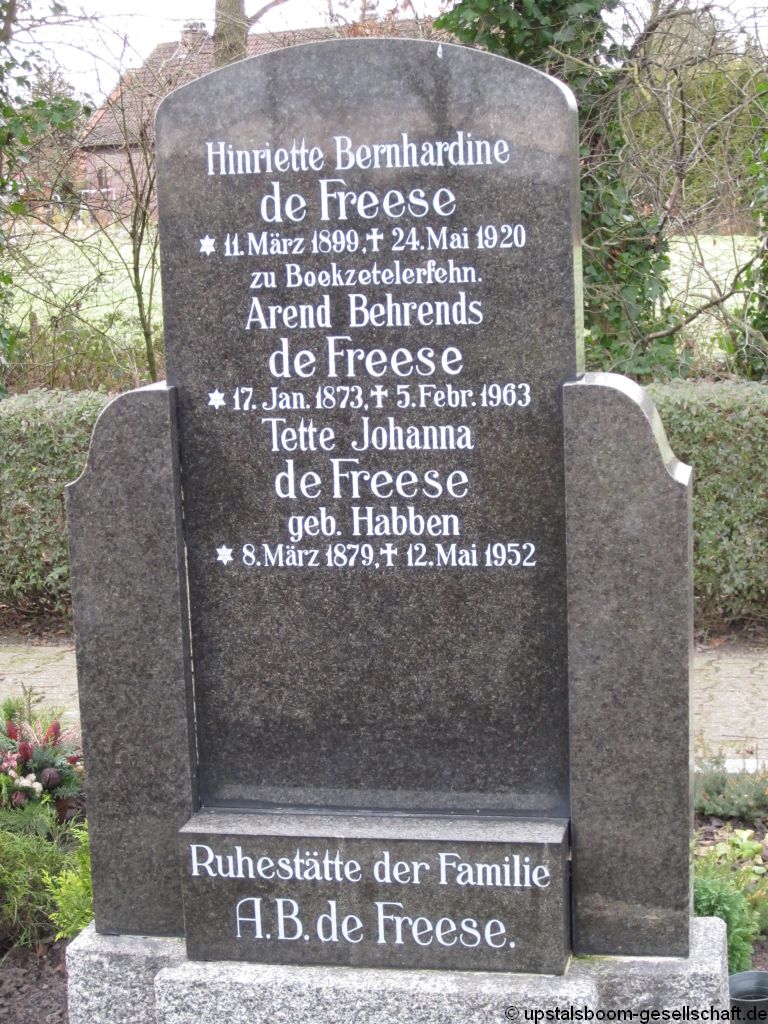 Hinriette Bernhardine
de Freese
* 11. März 1899, † 24. Mai 1920
zu Boekzetelerfehn.
Arend Behrends
de Freese
* 17. Jan. 1873, † 5. Febr. 1963
Tette Johanna
de Freese
geb. Habben
* 8. März 1879, † 12. Mai 1952
Ruhestätte der Familie
A. B. de Freese.
© upstalsboom-gesellschaft.de